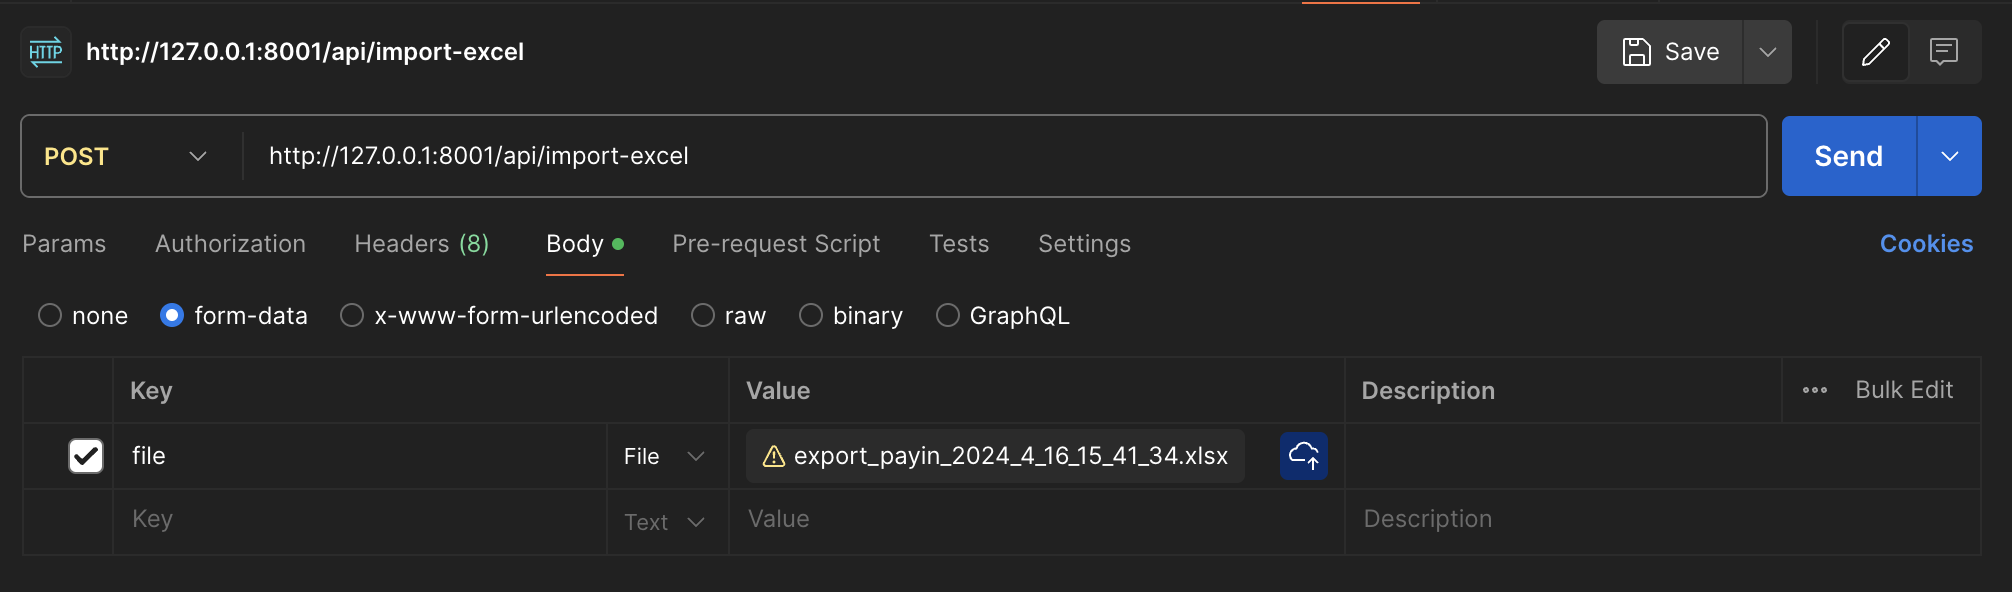 HTTP http://127.0.0.1:8001/api/import-excel Save
POST http://127.0.0.1:8001/api/import-excel Send
Params Authorization Headers (8) Body Pre-request Script Tests Settings Cookies
none form-data x-www-form-urlencoded raw binary GraphQL
Key Value Description Bulk Edit
file File export_payin_2024_4_16_15_41_34.xlsx
Key Text Value Description